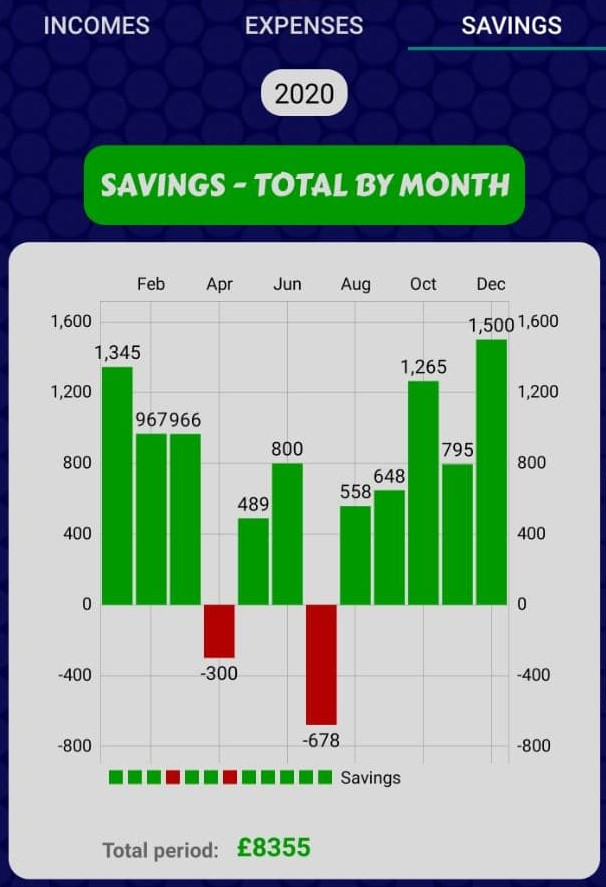 INCOMES EXPENSES SAVINGS
2020
SAVINGS - TOTAL BY MONTH
Feb Apr Jun Aug Oct Dec
1,600 1,500 1,600
1,345
1,265
1,200 1,200
967 966
800 800 795 800
648
558
489
400 400
0 0
-300
-400 -400
-678
-800 -800
Savings
Total period: £8355